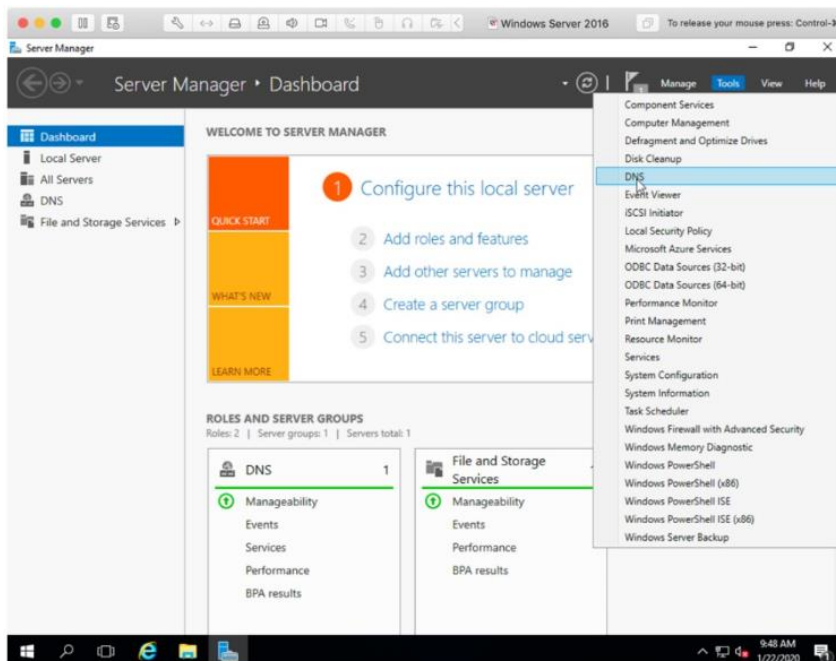 Windows Server 2016
To release your mouse press: Control-
Server Manager
Server Manager • Dashboard
1
Manage
Tools
View
Help
Dashboard
Local Server
All Servers
DNS
File and Storage Services
WELCOME TO SERVER MANAGER
QUICK START
WHAT'S NEW
LEARN MORE
1 Configure this local server
2 Add roles and features
3 Add other servers to manage
4 Create a server group
5 Connect this server to cloud serv
ROLES AND SERVER GROUPS
Roles: 2 | Server groups: 1 | Servers total: 1
DNS 1
Manageability
Events
Services
Performance
BPA results
File and Storage
Services
Manageability
Events
Performance
BPA results
Component Services
Computer Management
Defragment and Optimize Drives
Disk Cleanup
DNS
Event Viewer
iSCSI Initiator
Local Security Policy
Microsoft Azure Services
ODBC Data Sources (32-bit)
ODBC Data Sources (64-bit)
Performance Monitor
Print Management
Resource Monitor
Services
System Configuration
System Information
Task Scheduler
Windows Firewall with Advanced Security
Windows Memory Diagnostic
Windows PowerShell
Windows PowerShell (x86)
Windows PowerShell ISE
Windows PowerShell ISE (x86)
Windows Server Backup
9:48 AM
1/22/2020